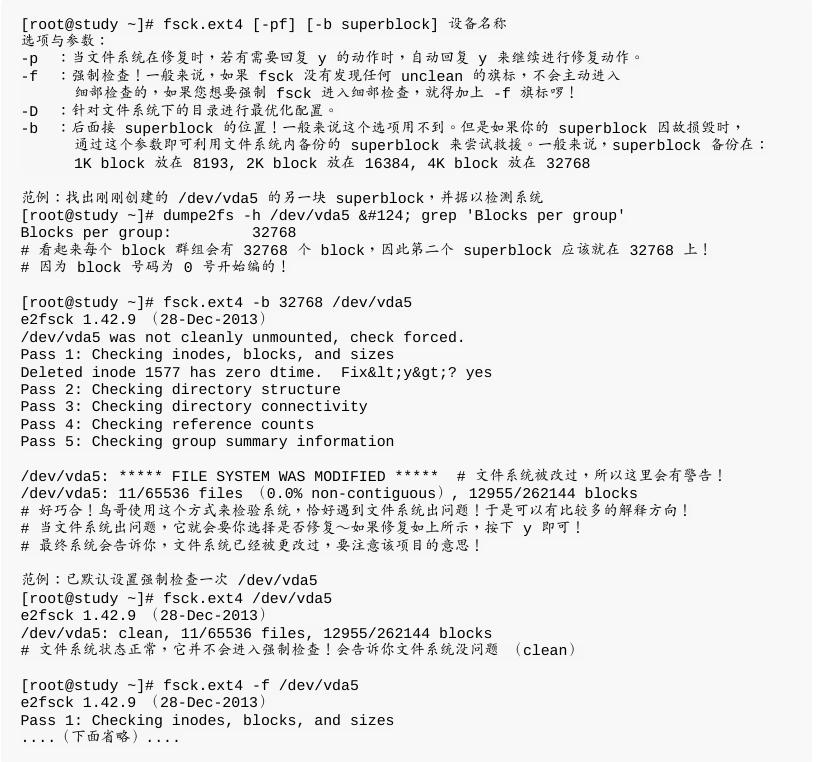 [root@study ~]# fsck.ext4 [-pf] [-b superblock] 设备名称
选项与参数：
-p ：当文件系统在修复时，若有需要回复 y 的动作时，自动回复 y 来继续进行修复动作。
-f ：强制检查！一般来说，如果 fsck 没有发现任何 unclean 的旗标，不会主动进入
细部检查的，如果您想要强制 fsck 进入细部检查，就得加上 -f 旗标啰！
-D ：针对文件系统下的目录进行最优化配置。
-b ：后面接 superblock 的位置！一般来说这个选项用不到。但是如果你的 superblock 因故损毁时，
通过这个参数即可利用文件系统内备份的 superblock 来尝试救援。一般来说，superblock 备份在：
1K block 放在 8193, 2K block 放在 16384, 4K block 放在 32768

范例：找出刚刚创建的 /dev/vda5 的另一块 superblock，并据以检测系统
[root@study ~]# dumpe2fs -h /dev/vda5 &#124; grep 'Blocks per group'
Blocks per group:         32768
# 看起来每个 block 群组会有 32768 个 block，因此第二个 superblock 应该就在 32768 上！
# 因为 block 号码为 0 号开始编的！

[root@study ~]# fsck.ext4 -b 32768 /dev/vda5
e2fsck 1.42.9 （28-Dec-2013）
/dev/vda5 was not cleanly unmounted, check forced.
Pass 1: Checking inodes, blocks, and sizes
Deleted inode 1577 has zero dtime.  Fix&lt;y&gt;? yes
Pass 2: Checking directory structure
Pass 3: Checking directory connectivity
Pass 4: Checking reference counts
Pass 5: Checking group summary information

/dev/vda5: ***** FILE SYSTEM WAS MODIFIED *****  # 文件系统被改过，所以这里会有警告！
/dev/vda5: 11/65536 files （0.0% non-contiguous）, 12955/262144 blocks
# 好巧合！鸟哥使用这个方式来检验系统，恰好遇到文件系统出问题！于是可以有比较多的解释方向！
# 当文件系统出问题，它就会要你选择是否修复～如果修复如上所示，按下 y 即可！
# 最终系统会告诉你，文件系统已经被更改过，要注意该项目的意思！

范例：已默认设置强制检查一次 /dev/vda5
[root@study ~]# fsck.ext4 /dev/vda5
e2fsck 1.42.9 （28-Dec-2013）
/dev/vda5: clean, 11/65536 files, 12955/262144 blocks
# 文件系统状态正常，它并不会进入强制检查！会告诉你文件系统没问题 （clean）

[root@study ~]# fsck.ext4 -f /dev/vda5
e2fsck 1.42.9 （28-Dec-2013）
Pass 1: Checking inodes, blocks, and sizes
....（下面省略）....